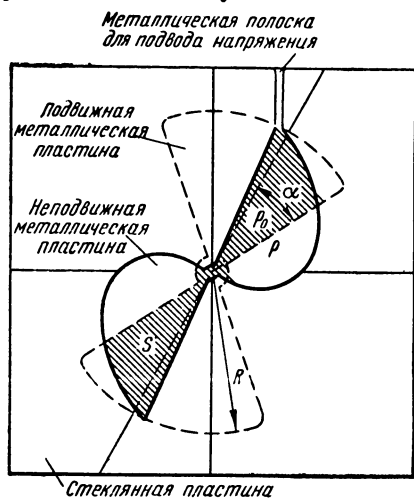 Металлическая полоска
для подвода напряжения
Подвижная
металлическая
пластина
Неподвижная
металлическая
пластина
α
ρ₀
ρ
S
R
Стеклянная пластина